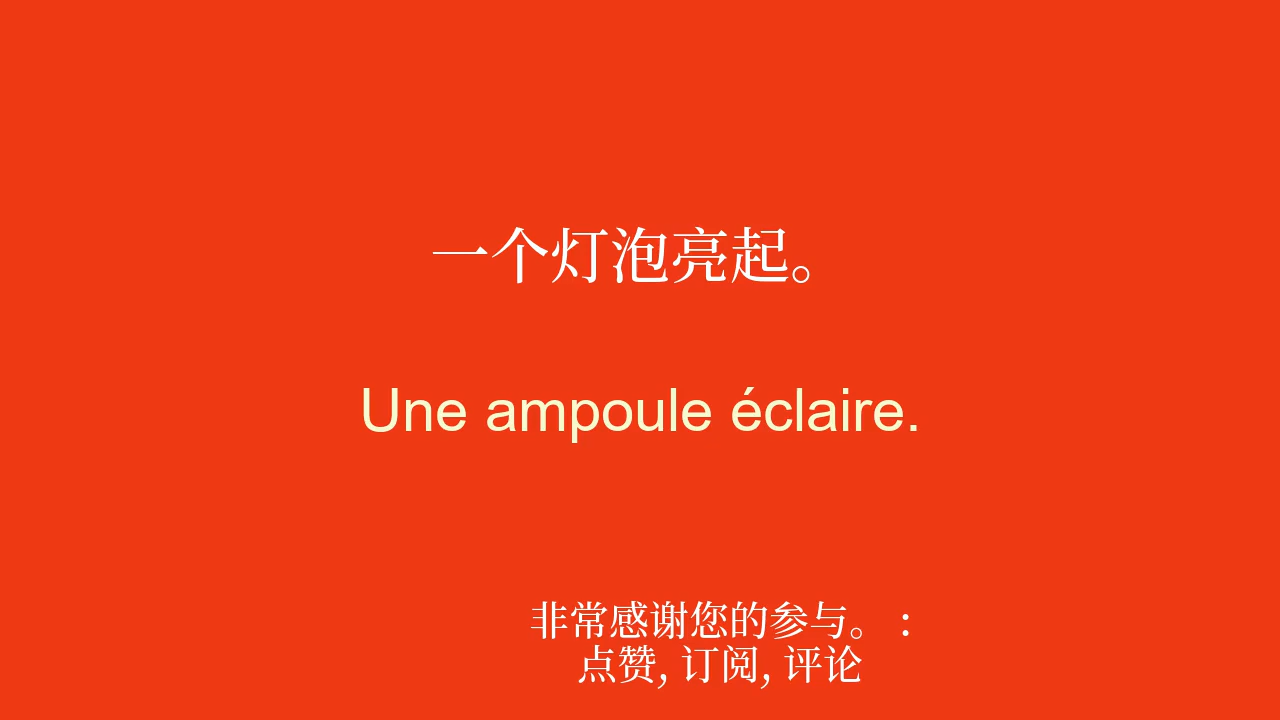 一个灯泡亮起。
Une ampoule éclaire.
非常感谢您的参与。 :
点赞, 订阅, 评论